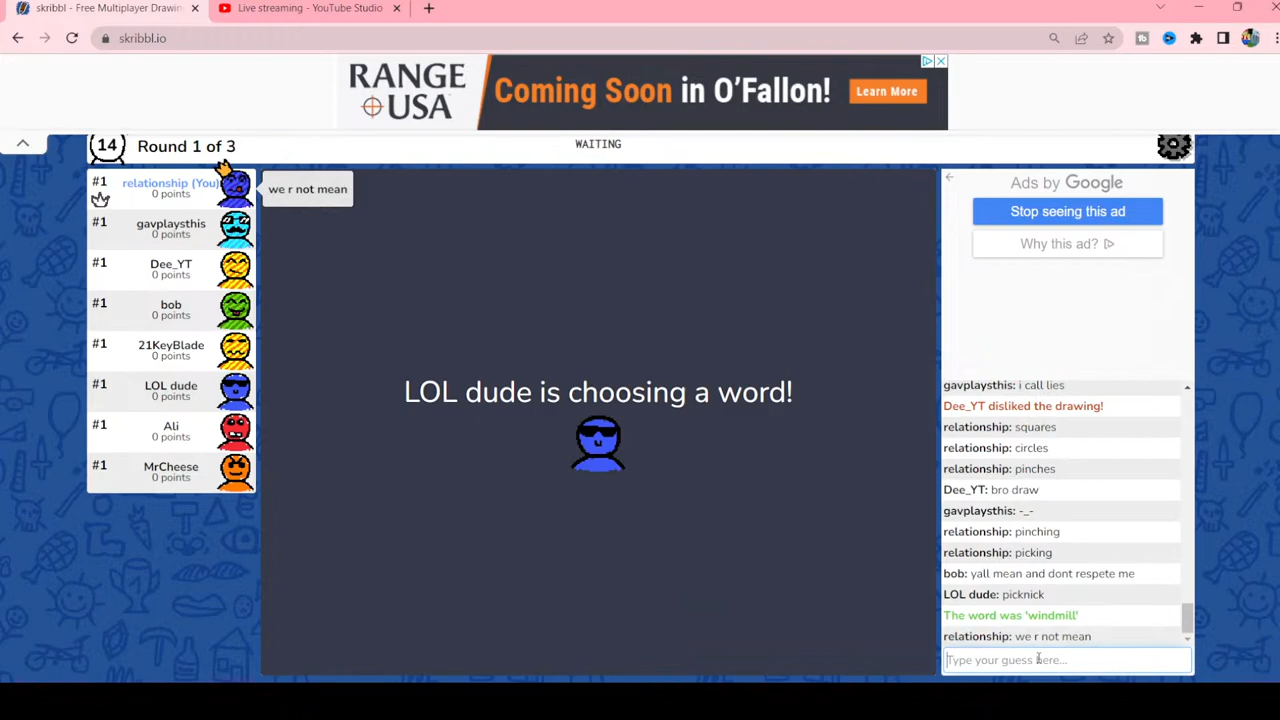 skribbl - Free Multiplayer Drawin
Live streaming - YouTube Studio
skribbl.io
RANGE
USA
Coming Soon in O'Fallon!
Learn More
14
Round 1 of 3
WAITING
#1 relationship (You)
0 points
we r not mean
#1 gavplaysthis
0 points
#1 Dee_YT
0 points
#1 bob
0 points
#1 21KeyBlade
0 points
#1 LOL dude
0 points
#1 Ali
0 points
#1 MrCheese
0 points
LOL dude is choosing a word!
Ads by Google
Stop seeing this ad
Why this ad?
gavplaysthis: i call lies
Dee_YT disliked the drawing!
relationship: squares
relationship: circles
relationship: pinches
Dee_YT: bro draw
gavplaysthis: -_-
relationship: pinching
relationship: picking
bob: yall mean and dont respete me
LOL dude: picknick
The word was 'windmill'
relationship: we r not mean
Type your guess here...